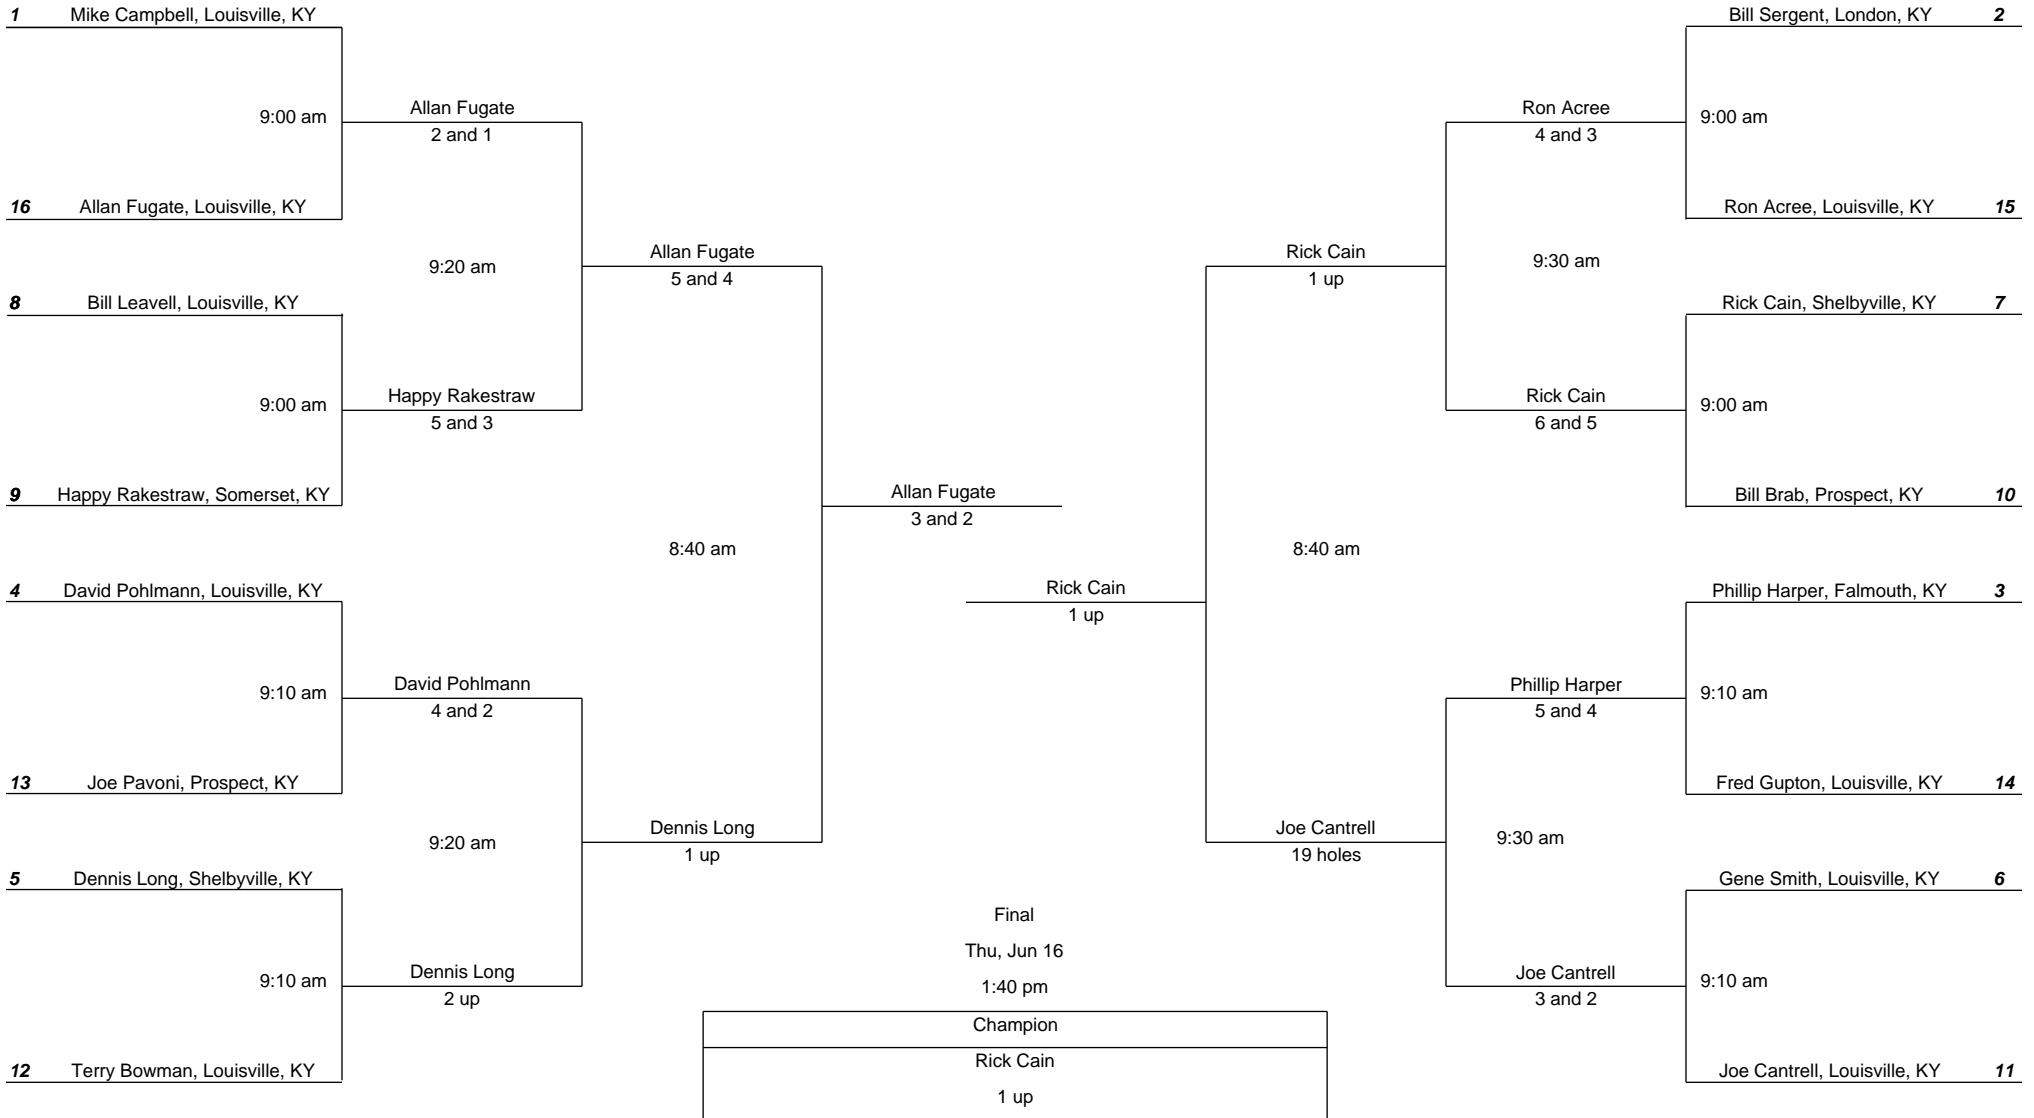 1 Mike Campbell, Louisville, KY
9:00 am
16 Allan Fugate, Louisville, KY
8 Bill Leavell, Louisville, KY
9:00 am
9 Happy Rakestraw, Somerset, KY
4 David Pohlmann, Louisville, KY
9:10 am
13 Joe Pavoni, Prospect, KY
5 Dennis Long, Shelbyville, KY
9:10 am
12 Terry Bowman, Louisville, KY
Allan Fugate
2 and 1
9:20 am
Happy Rakestraw
5 and 3
David Pohlmann
4 and 2
9:20 am
Dennis Long
2 up
Allan Fugate
5 and 4
8:40 am
Dennis Long
1 up
Allan Fugate
3 and 2
Rick Cain
1 up
Final
Thu, Jun 16
1:40 pm
Champion
Rick Cain
1 up
Rick Cain
1 up
8:40 am
Joe Cantrell
19 holes
Ron Acree
4 and 3
9:30 am
Rick Cain
6 and 5
Phillip Harper
5 and 4
9:30 am
Joe Cantrell
3 and 2
Bill Sergent, London, KY 2
9:00 am
Ron Acree, Louisville, KY 15
Rick Cain, Shelbyville, KY 7
9:00 am
Bill Brab, Prospect, KY 10
Phillip Harper, Falmouth, KY 3
9:10 am
Fred Gupton, Louisville, KY 14
Gene Smith, Louisville, KY 6
9:10 am
Joe Cantrell, Louisville, KY 11